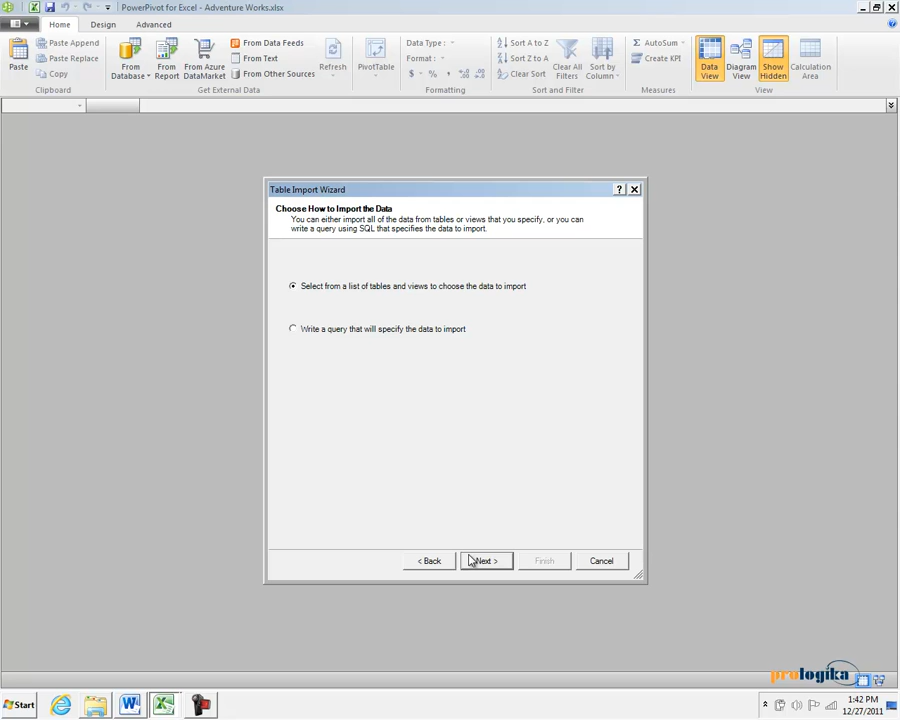 PowerPivot for Excel - Adventure Works.xlsx
Home
Design
Advanced
Paste
Paste Append
Paste Replace
Copy
Clipboard
From Database
From Report
From Azure DataMarket
From Data Feeds
From Text
From Other Sources
Get External Data
Refresh
PivotTable
Data Type :
Format :
$ % ,
Formatting
Sort A to Z
Sort Z to A
Clear Sort
Clear All Filters
Sort by Column
Sort and Filter
AutoSum
Create KPI
Measures
Data View
Diagram View
Show Hidden
Calculation Area
View
Table Import Wizard
Choose How to Import the Data
You can either import all of the data from tables or views that you specify, or you can
write a query using SQL that specifies the data to import.
Select from a list of tables and views to choose the data to import
Write a query that will specify the data to import
< Back
Next >
Finish
Cancel
prologika
Start
1:42 PM
12/27/2011